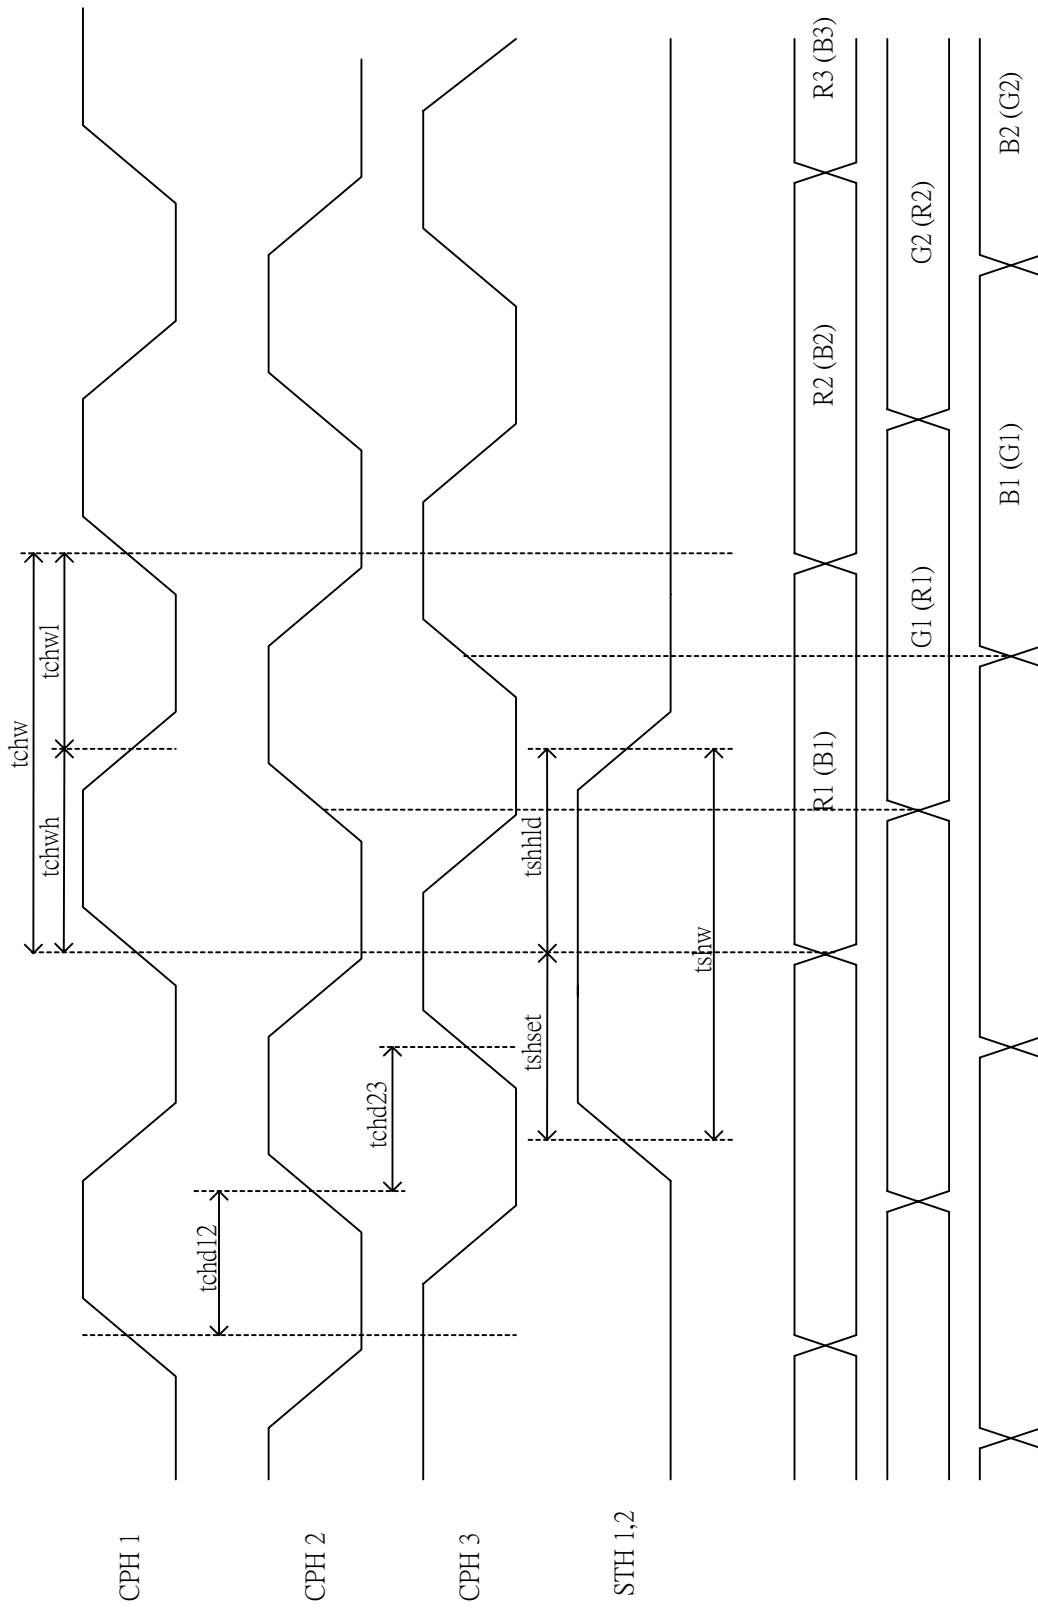 CPH 1
tchw
tchwh
tchwl
CPH 2
tchd12
CPH 3
tchd23
STH 1,2
tshset
tshhld
tshw
R1 (B1)
R2 (B2)
R3 (B3)
G1 (R1)
G2 (R2)
B1 (G1)
B2 (G2)